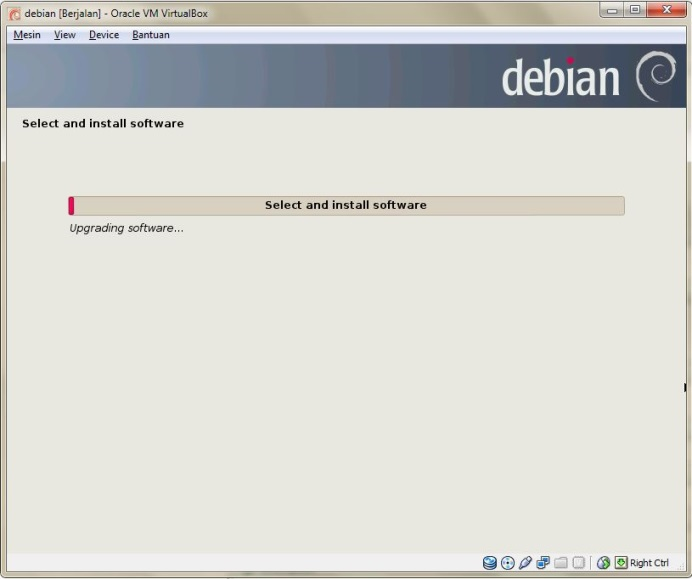 debian [Berjalan] - Oracle VM VirtualBox
Mesin View Device Bantuan
debian
Select and install software
Select and install software
Upgrading software...
Right Ctrl